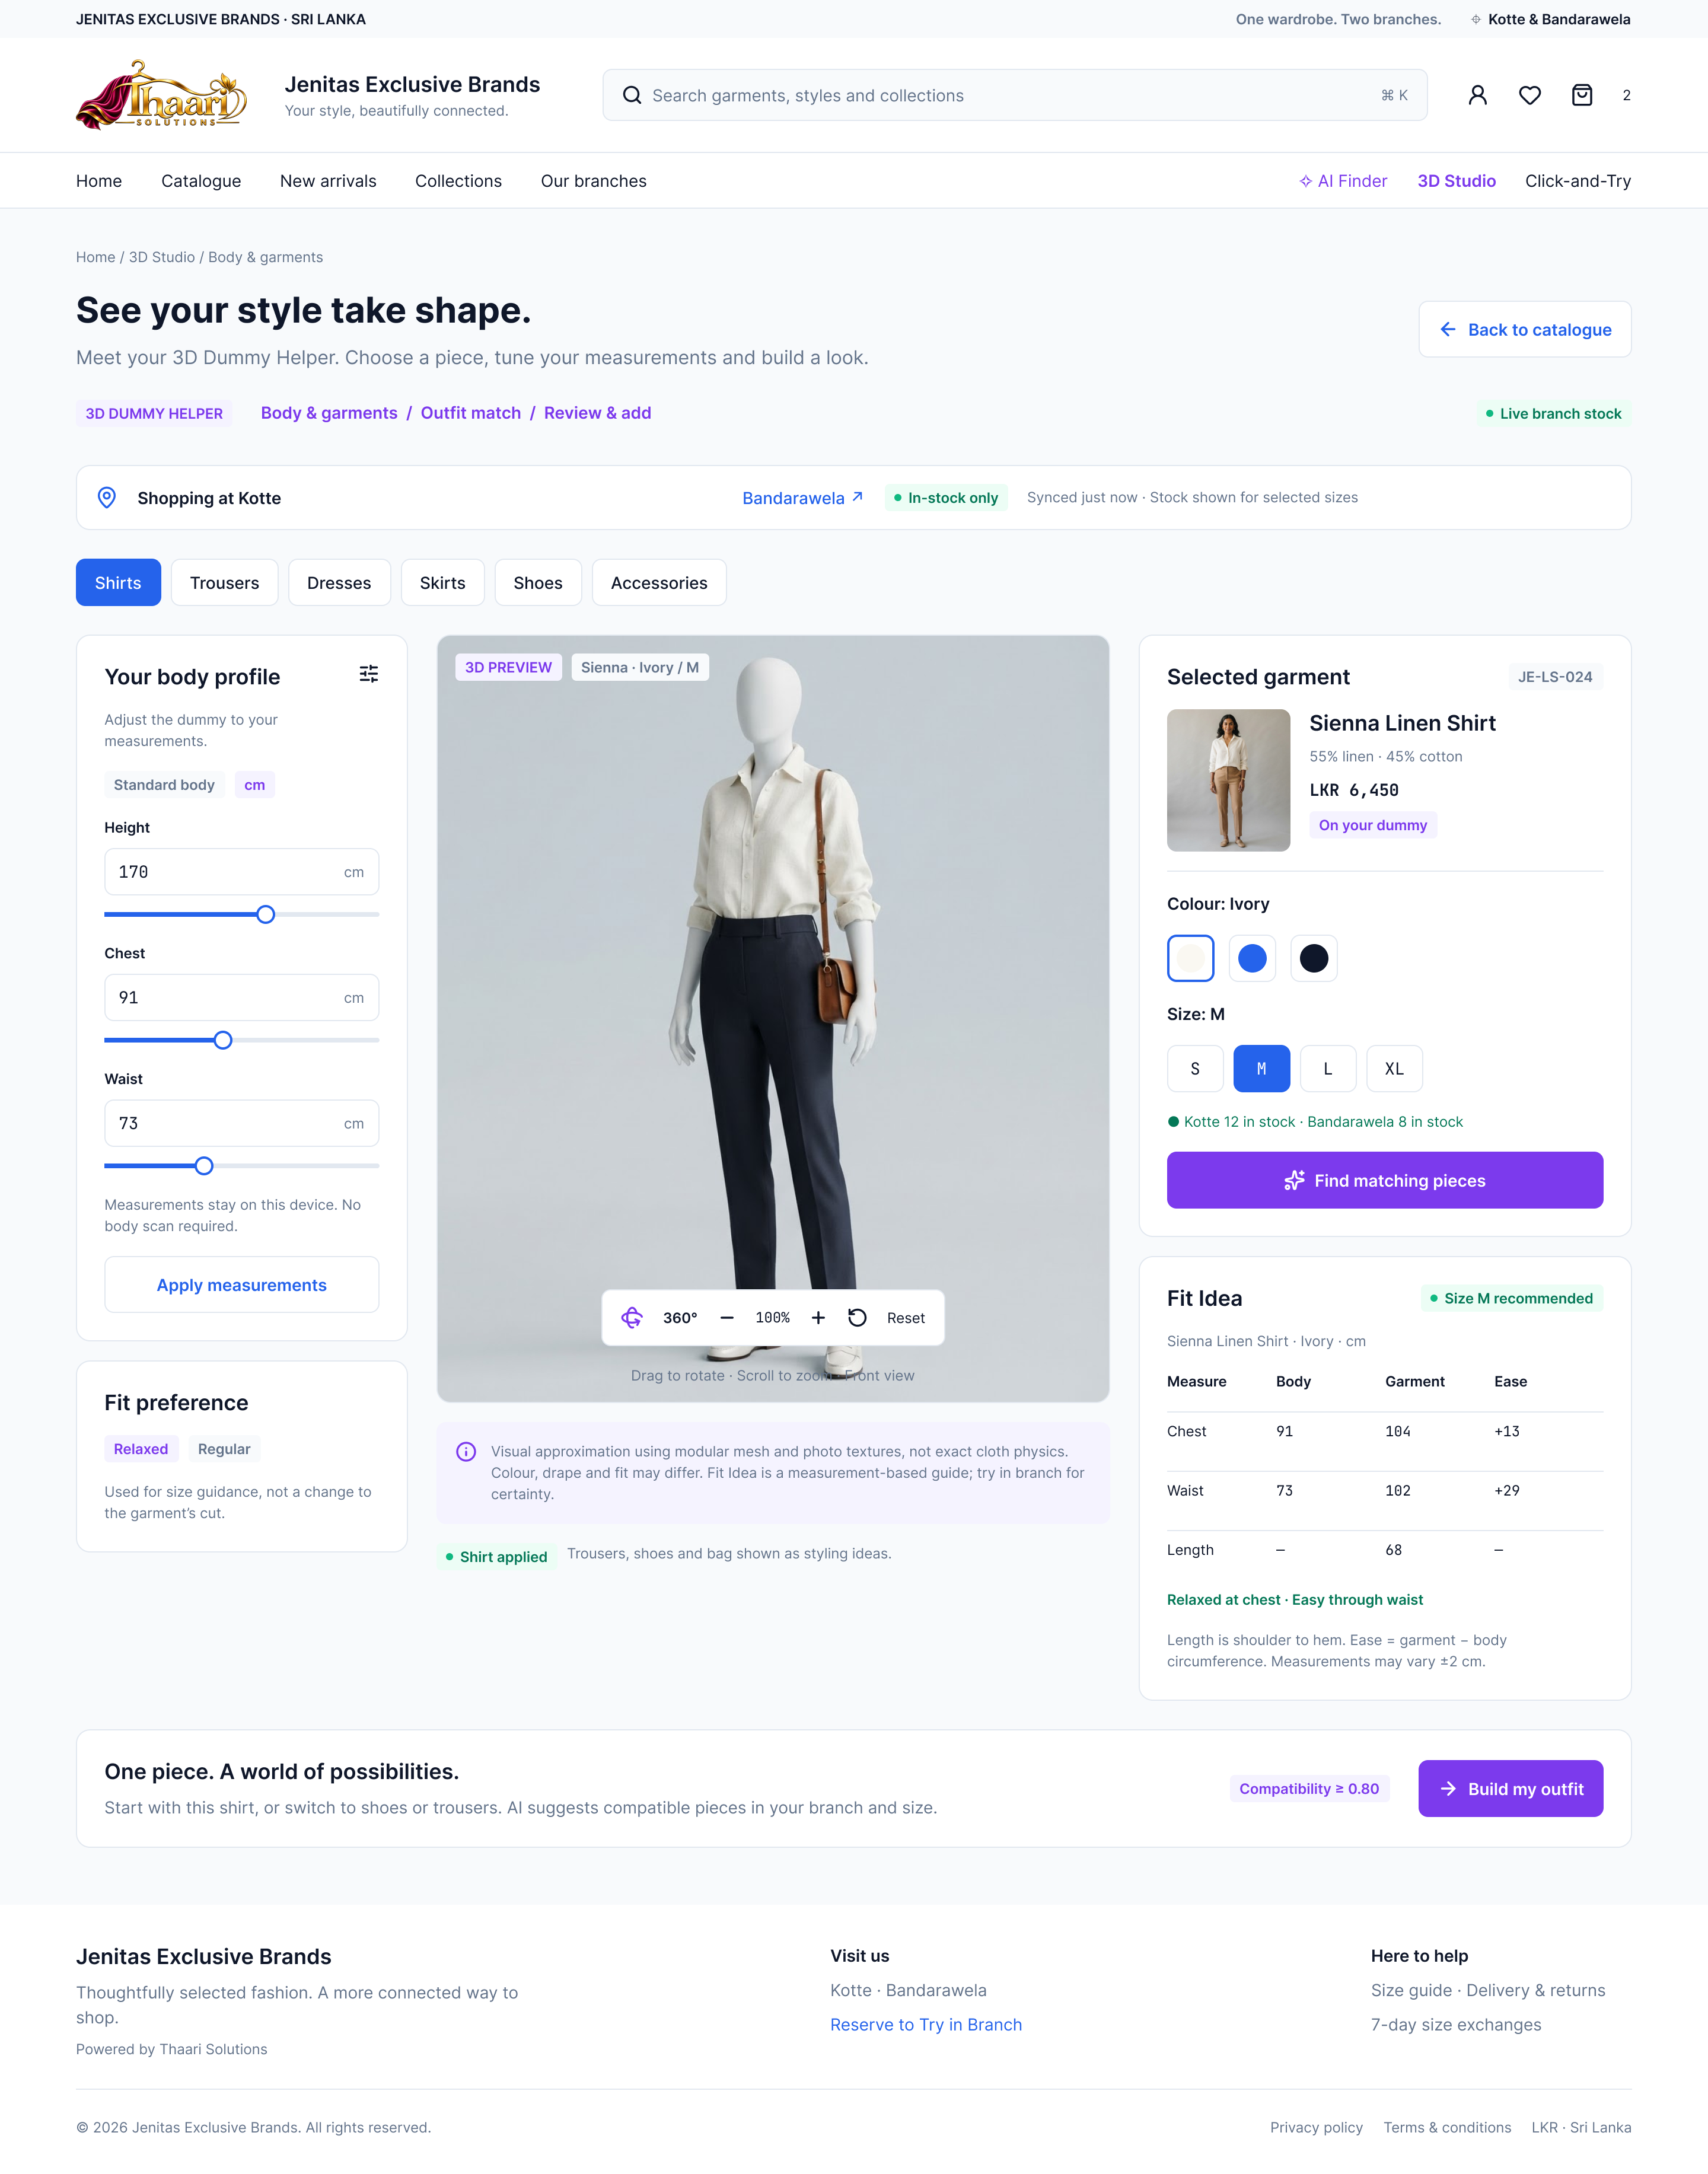 JENITAS EXCLUSIVE BRANDS · SRI LANKA
One wardrobe. Two branches.
Kotte & Bandarawela
Thaari
SOLUTIONS
Jenitas Exclusive Brands
Your style, beautifully connected.
Search garments, styles and collections
⌘ K
2
Home
Catalogue
New arrivals
Collections
Our branches
AI Finder
3D Studio
Click-and-Try
Home / 3D Studio / Body & garments
See your style take shape.
Meet your 3D Dummy Helper. Choose a piece, tune your measurements and build a look.
Back to catalogue
3D DUMMY HELPER
Body & garments / Outfit match / Review & add
Live branch stock
Shopping at Kotte
Bandarawela ↗
In-stock only
Synced just now · Stock shown for selected sizes
Shirts
Trousers
Dresses
Skirts
Shoes
Accessories
Your body profile
Adjust the dummy to your
measurements.
Standard body
cm
Height
170
cm
Chest
91
cm
Waist
73
cm
Measurements stay on this device. No
body scan required.
Apply measurements
Fit preference
Relaxed
Regular
Used for size guidance, not a change to
the garment’s cut.
3D PREVIEW
Sienna · Ivory / M
360°
100%
Reset
Drag to rotate · Scroll to zoom · Front view
Visual approximation using modular mesh and photo textures, not exact cloth physics.
Colour, drape and fit may differ. Fit Idea is a measurement-based guide; try in branch for
certainty.
Shirt applied
Trousers, shoes and bag shown as styling ideas.
Selected garment
JE-LS-024
Sienna Linen Shirt
55% linen · 45% cotton
LKR 6,450
On your dummy
Colour: Ivory
Size: M
S
M
L
XL
Kotte 12 in stock · Bandarawela 8 in stock
Find matching pieces
Fit Idea
Size M recommended
Sienna Linen Shirt · Ivory · cm
Measure Body Garment Ease
Chest 91 104 +13
Waist 73 102 +29
Length — 68 —
Relaxed at chest · Easy through waist
Length is shoulder to hem. Ease = garment − body
circumference. Measurements may vary ±2 cm.
One piece. A world of possibilities.
Start with this shirt, or switch to shoes or trousers. AI suggests compatible pieces in your branch and size.
Compatibility ≥ 0.80
Build my outfit
Jenitas Exclusive Brands
Thoughtfully selected fashion. A more connected way to
shop.
Powered by Thaari Solutions
Visit us
Kotte · Bandarawela
Reserve to Try in Branch
Here to help
Size guide · Delivery & returns
7-day size exchanges
© 2026 Jenitas Exclusive Brands. All rights reserved.
Privacy policy
Terms & conditions
LKR · Sri Lanka